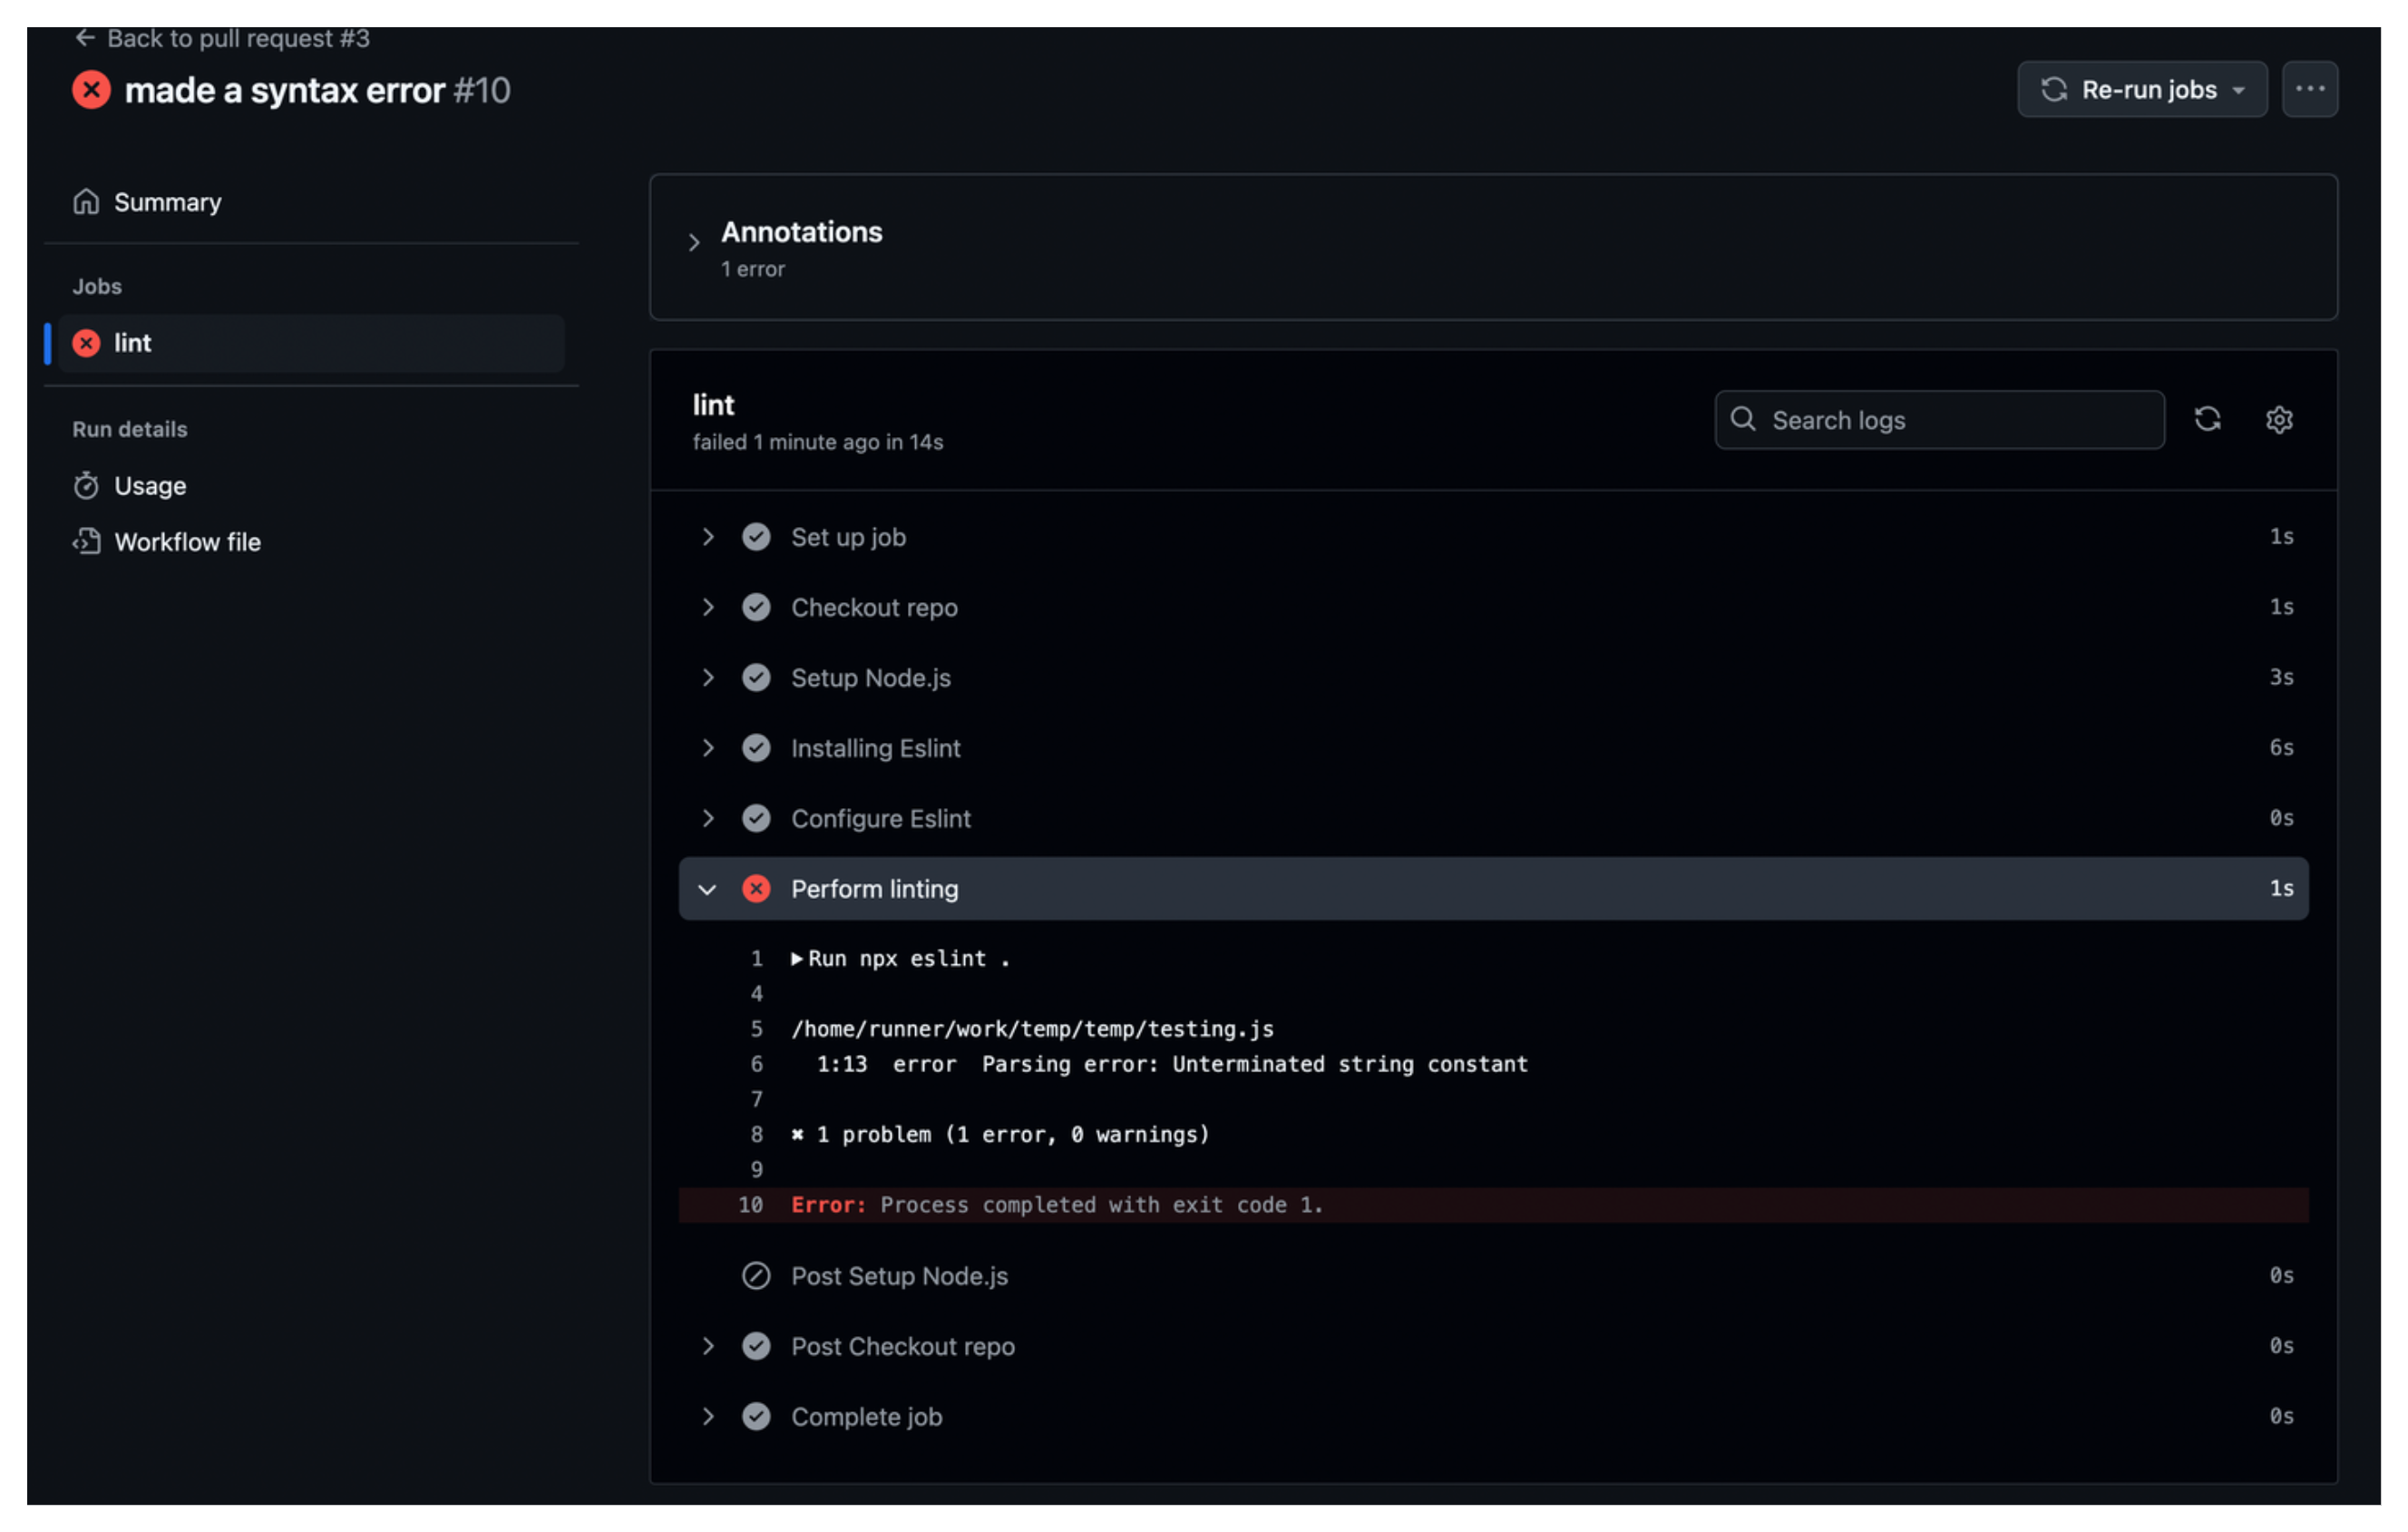 ← Back to pull request #3
made a syntax error #10
Re-run jobs
Summary
Jobs
lint
Run details
Usage
Workflow file
Annotations
1 error
lint
failed 1 minute ago in 14s
Search logs
Set up job 1s
Checkout repo 1s
Setup Node.js 3s
Installing Eslint 6s
Configure Eslint 0s
Perform linting 1s
1 ▶Run npx eslint .
4
5 /home/runner/work/temp/temp/testing.js
6 1:13 error Parsing error: Unterminated string constant
7
8 ✖ 1 problem (1 error, 0 warnings)
9
10 Error: Process completed with exit code 1.
Post Setup Node.js 0s
Post Checkout repo 0s
Complete job 0s